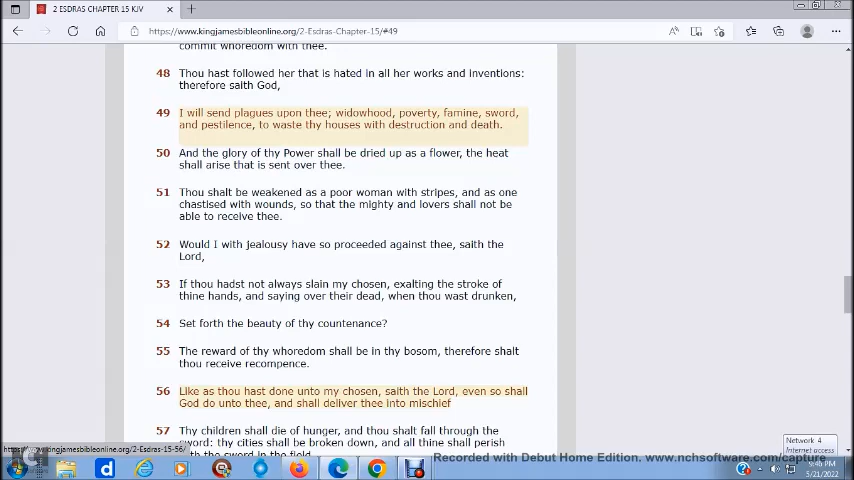 2 ESDRAS CHAPTER 15 KJV
https://www.kingjamesbibleonline.org/2-Esdras-Chapter-15/#49
commit whoredom with thee.
48 Thou hast followed her that is hated in all her works and inventions:
therefore saith God,
49 I will send plagues upon thee; widowhood, poverty, famine, sword,
and pestilence, to waste thy houses with destruction and death.
50 And the glory of thy Power shall be dried up as a flower, the heat
shall arise that is sent over thee.
51 Thou shalt be weakened as a poor woman with stripes, and as one
chastised with wounds, so that the mighty and lovers shall not be
able to receive thee.
52 Would I with jealousy have so proceeded against thee, saith the
Lord,
53 If thou hadst not always slain my chosen, exalting the stroke of
thine hands, and saying over their dead, when thou wast drunken,
54 Set forth the beauty of thy countenance?
55 The reward of thy whoredom shall be in thy bosom, therefore shalt
thou receive recompence.
56 Like as thou hast done unto my chosen, saith the Lord, even so shall
God do unto thee, and shall deliver thee into mischief
57 Thy children shall die of hunger, and thou shalt fall through the
sword: thy cities shall be broken down, and all thine shall perish
with the sword in the field.
https://www.kingjamesbibleonline.org/2-Esdras-15-56/
Network 4
Internet access
Recorded with Debut Home Edition. www.nchsoftware.com/capture
9:46 PM
5/21/2022